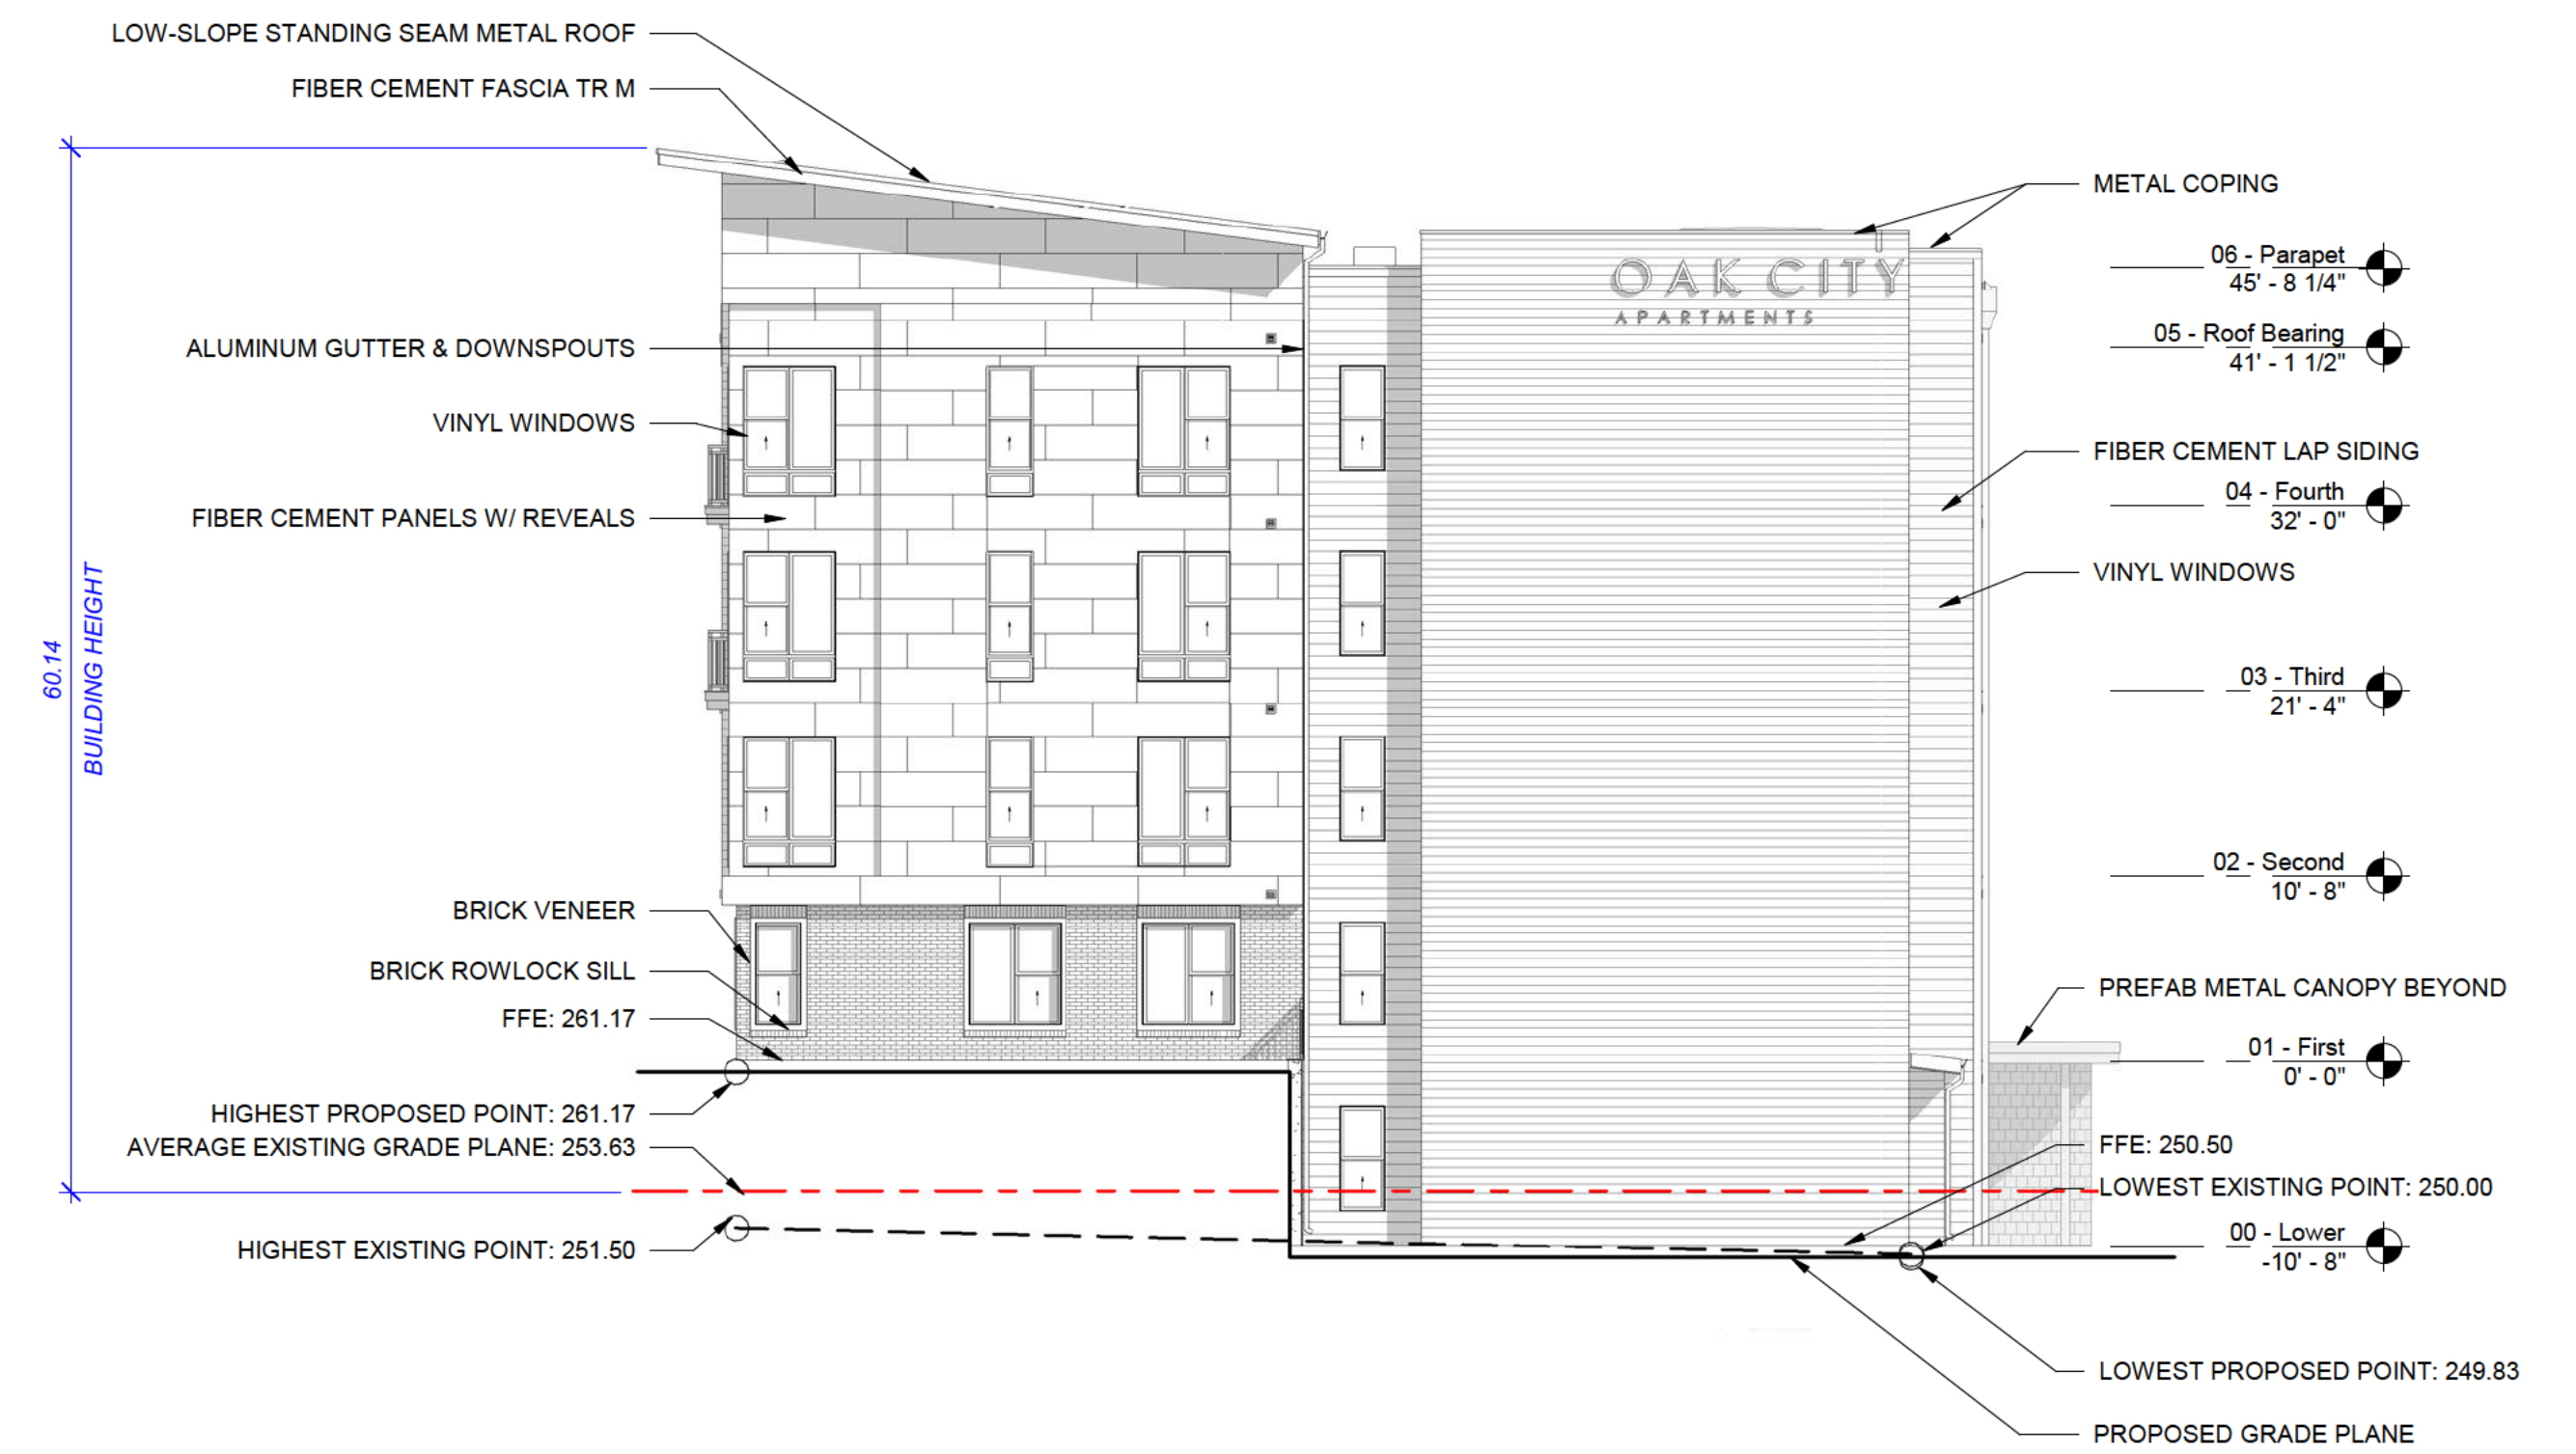 LOW-SLOPE STANDING SEAM METAL ROOF
FIBER CEMENT FASCIA TR M
METAL COPING
06 - Parapet
45' - 8 1/4"
OAK CITY
APARTMENTS
05 - Roof Bearing
41' - 1 1/2"
ALUMINUM GUTTER & DOWNSPOUTS
VINYL WINDOWS
FIBER CEMENT LAP SIDING
04 - Fourth
32' - 0"
FIBER CEMENT PANELS W/ REVEALS
VINYL WINDOWS
60.14
BUILDING HEIGHT
03 - Third
21' - 4"
02 - Second
10' - 8"
BRICK VENEER
BRICK ROWLOCK SILL
PREFAB METAL CANOPY BEYOND
FFE: 261.17
01 - First
0' - 0"
HIGHEST PROPOSED POINT: 261.17
AVERAGE EXISTING GRADE PLANE: 253.63
FFE: 250.50
LOWEST EXISTING POINT: 250.00
HIGHEST EXISTING POINT: 251.50
00 - Lower
-10' - 8"
LOWEST PROPOSED POINT: 249.83
PROPOSED GRADE PLANE